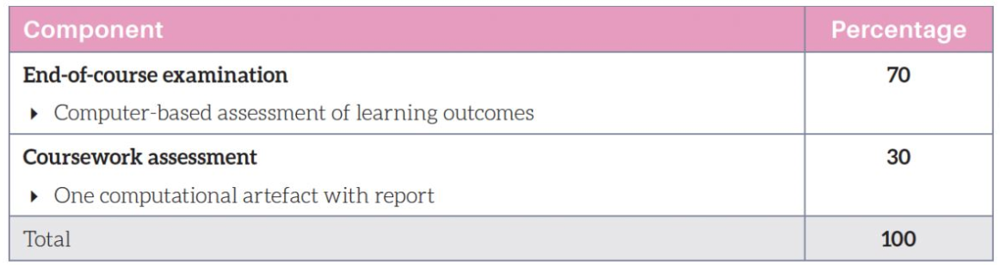 Component Percentage
End-of-course examination 70
Computer-based assessment of learning outcomes
Coursework assessment 30
One computational artefact with report
Total 100